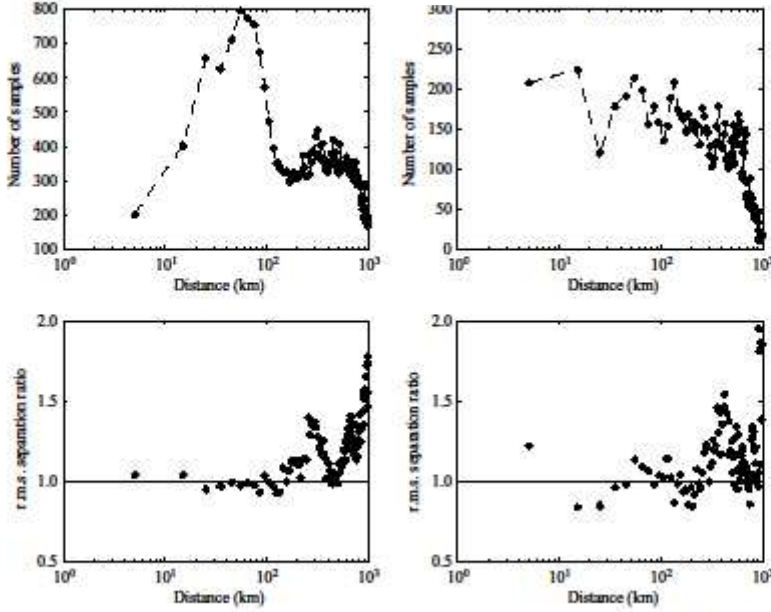 800
700
600
500
400
300
200
100
Number of samples
10⁰ 10¹ 10² 10³
Distance (km)
300
250
200
150
100
50
0
Number of samples
10⁰ 10¹ 10² 10³
Distance (km)
2.0
1.5
1.0
0.5
r.m.s. separation ratio
10⁰ 10¹ 10² 10³
Distance (km)
2.0
1.5
1.0
0.5
r.m.s. separation ratio
10⁰ 10¹ 10² 10³
Distance (km)